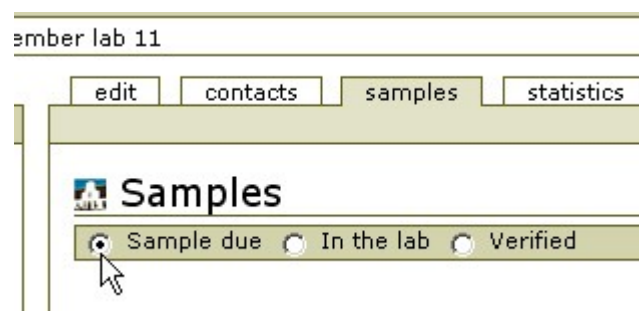 ember lab 11
edit contacts samples statistics
Samples
Sample due In the lab Verified